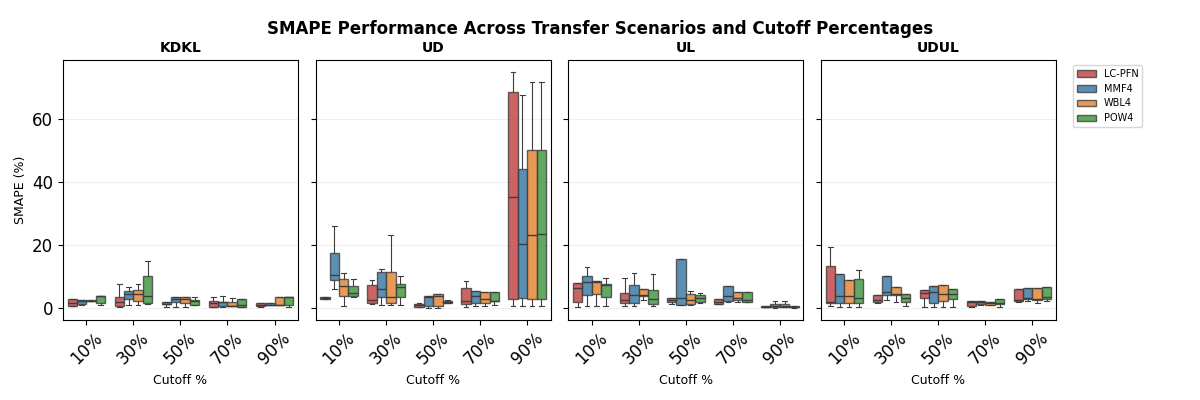 SMAPE Performance Across Transfer Scenarios and Cutoff Percentages
KDKL
UD
UL
UDUL
LC-PFN
MMF4
WBL4
POW4
SMAPE (%)
60
40
20
0
10% 30% 50% 70% 90%
10% 30% 50% 70% 90%
10% 30% 50% 70% 90%
10% 30% 50% 70% 90%
Cutoff %
Cutoff %
Cutoff %
Cutoff %